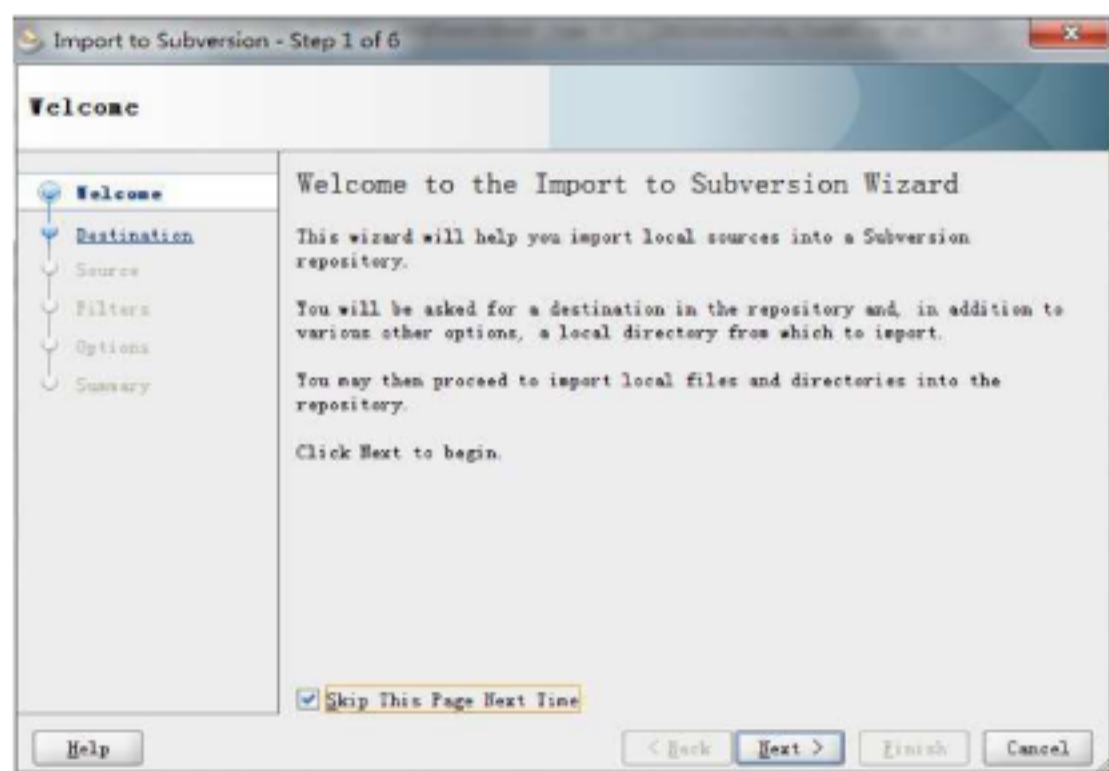 Import to Subversion - Step 1 of 6
Welcome
Welcome
Destination
Source
Filters
Options
Summary
Welcome to the Import to Subversion Wizard
This wizard will help you import local sources into a Subversion
repository.
You will be asked for a destination in the repository and, in addition to
various other options, a local directory from which to import.
You may then proceed to import local files and directories into the
repository.
Click Next to begin.
Skip This Page Next Time
Help
< Back
Next >
Finish
Cancel